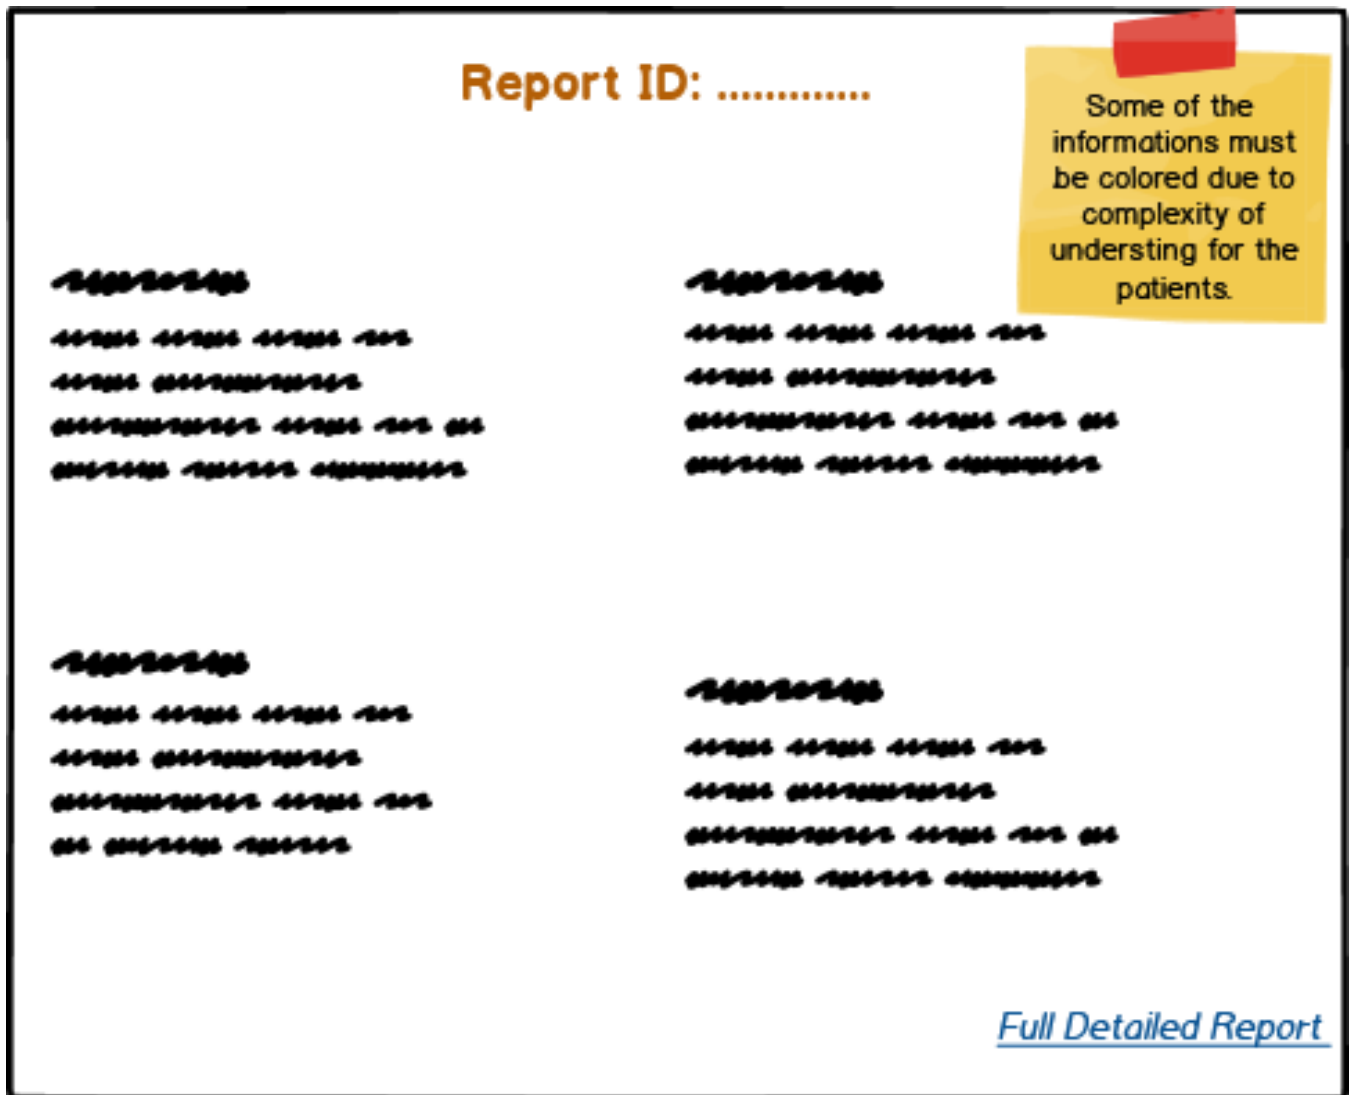 Report ID: .............
Some of the
informations must
be colored due to
complexity of
understing for the
patients.
Full Detailed Report